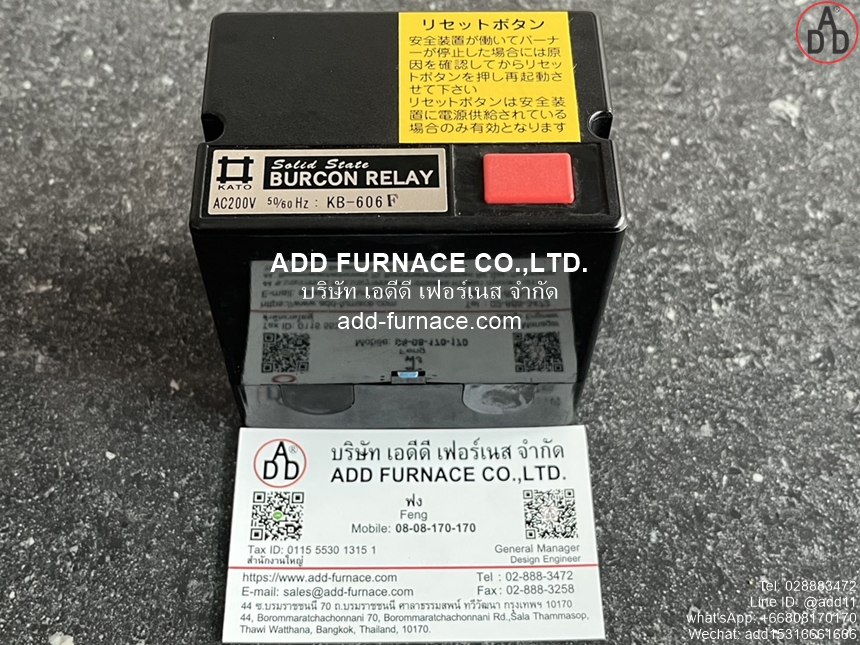 リセットボタン
安全装置が働いてバーナ
ーが停止した場合には原
因を確認してからリセッ
トボタンを押し再起動さ
せて下さい
リセットボタンは安全装
置に電源供給されている
場合のみ有効となります
ADD
KATO
Solid State
BURCON RELAY
AC200V 50/60 Hz : KB-606F
ADD FURNACE CO.,LTD.
บริษัท เอดีดี เฟอร์เนส จำกัด
add-furnace.com
Mobile: 08-08-170-170
Feng
ADD
บริษัท เอดีดี เฟอร์เนส จำกัด
ADD FURNACE CO.,LTD.
ฟง
Feng
Mobile: 08-08-170-170
Tax ID: 0115 5530 1315 1
สำนักงานใหญ่
General Manager
Design Engineer
https://www.add-furnace.com
E-mail: sales@add-furnace.com
Tel : 02-888-3472
Fax : 02-888-3258
44 ซ.บรมราชชนนี 70 ถ.บรมราชชนนี ศาลาธรรมสพน์ ทวีวัฒนา กรุงเทพฯ 10170
44, Borommaratchachonnani 70, Borommaratchachonnani Rd.,Sala Thammasop,
Thawi Watthana, Bangkok, Thailand, 10170.
tel: 028883472
Line ID: @add11
whatsApp: +66808170170
Wechat: add15316661666